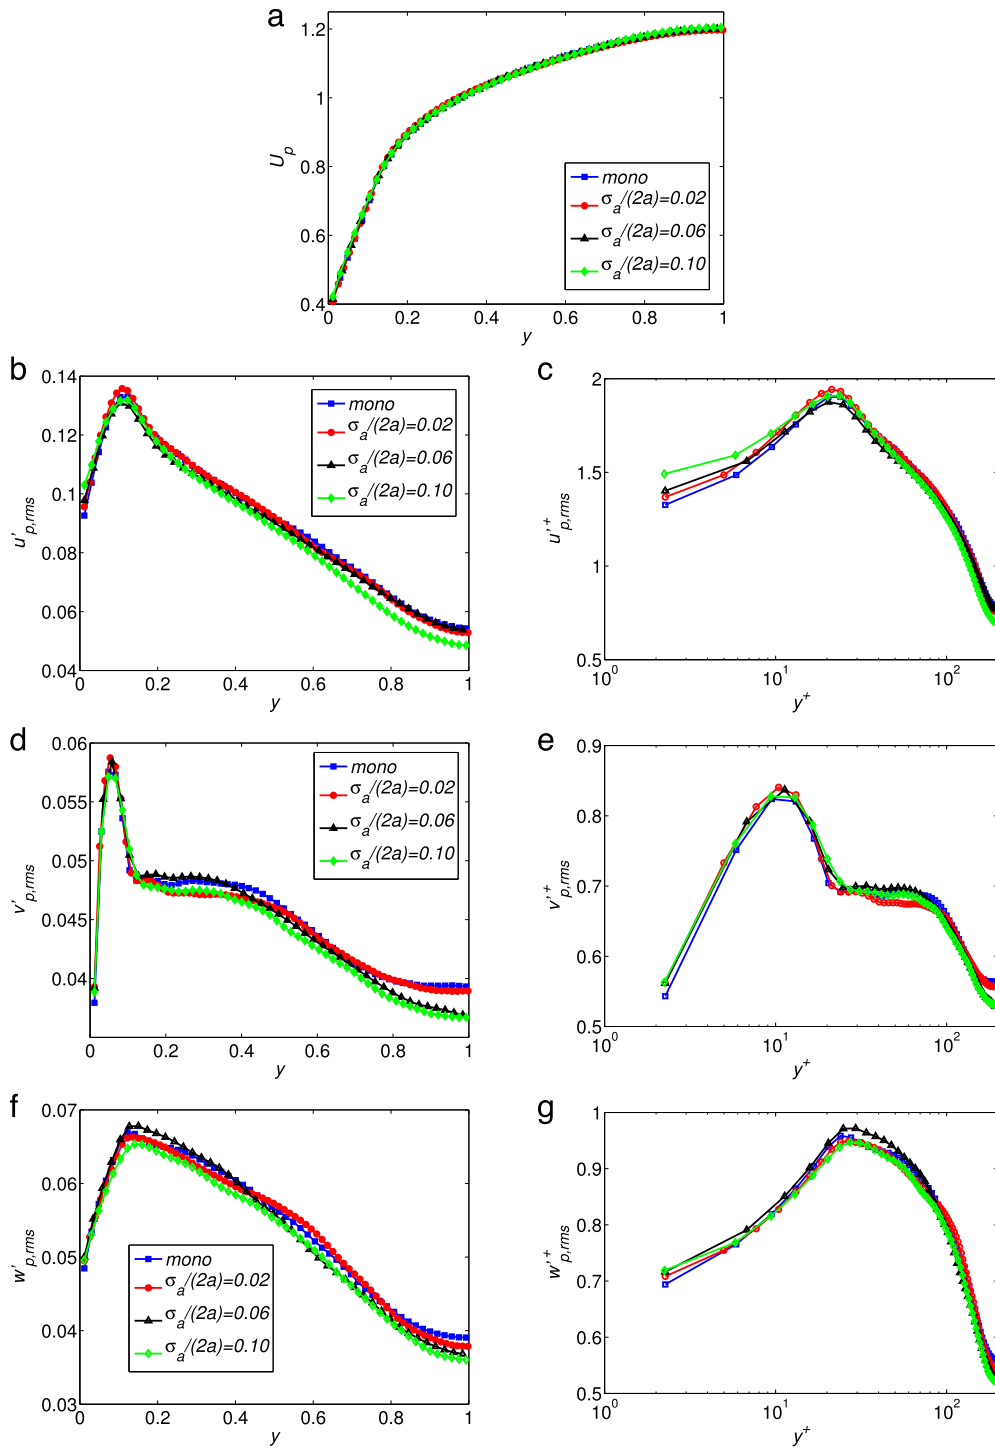 a
1.2
1
0.8
0.6
0.4
U_p
mono
σ_a/(2a)=0.02
σ_a/(2a)=0.06
σ_a/(2a)=0.10
0 0.2 0.4 0.6 0.8 1
y
b
0.14
0.12
0.1
0.08
0.06
0.04
u'_{p,rms}
mono
σ_a/(2a)=0.02
σ_a/(2a)=0.06
σ_a/(2a)=0.10
0 0.2 0.4 0.6 0.8 1
y
c
2
1.5
1
0.5
u'^+_{p,rms}
10^0 10^1 10^2
y^+
d
0.06
0.055
0.05
0.045
0.04
v'_{p,rms}
mono
σ_a/(2a)=0.02
σ_a/(2a)=0.06
σ_a/(2a)=0.10
0 0.2 0.4 0.6 0.8 1
y
e
0.9
0.8
0.7
0.6
0.5
v'^+_{p,rms}
10^0 10^1 10^2
y^+
f
0.07
0.06
0.05
0.04
0.03
w'_{p,rms}
mono
σ_a/(2a)=0.02
σ_a/(2a)=0.06
σ_a/(2a)=0.10
0 0.2 0.4 0.6 0.8 1
y
g
1
0.9
0.8
0.7
0.6
0.5
w'^+_{p,rms}
10^0 10^1 10^2
y^+